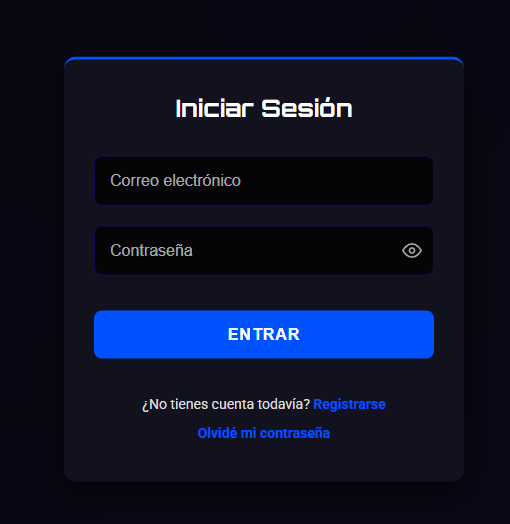 Iniciar Sesión
Correo electrónico
Contraseña
ENTRAR
¿No tienes cuenta todavía? Registrarse
Olvidé mi contraseña